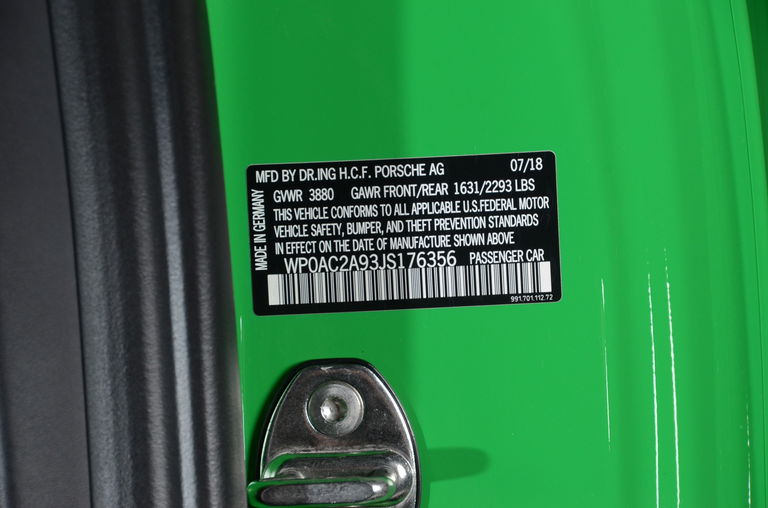 MFD BY DR.ING H.C.F. PORSCHE AG 07/18
GVWR 3880 GAWR FRONT/REAR 1631/2293 LBS
THIS VEHICLE CONFORMS TO ALL APPLICABLE U.S.FEDERAL MOTOR
VEHICLE SAFETY, BUMPER, AND THEFT PREVENTION STANDARDS
IN EFFECT ON THE DATE OF MANUFACTURE SHOWN ABOVE
WP0AC2A93JS176356 PASSENGER CAR
991.701.112.72
MADE IN GERMANY